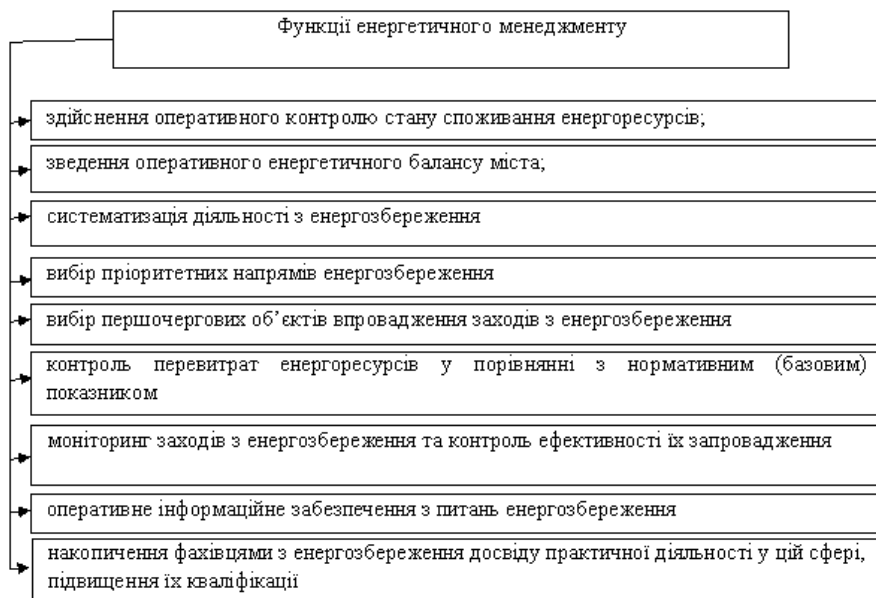 Функції енергетичного менеджменту
здійснення оперативного контролю стану споживання енергоресурсів;
зведення оперативного енергетичного балансу міста;
систематизація діяльності з енергозбереження
вибір пріоритетних напрямів енергозбереження
вибір першочергових об’єктів впровадження заходів з енергозбереження
контроль перевитрат енергоресурсів у порівнянні з нормативним (базовим)
показником
моніторинг заходів з енергозбереження та контроль ефективності їх запровадження
оперативне інформаційне забезпечення з питань енергозбереження
накопичення фахівцями з енергозбереження досвіду практичної діяльності у цій сфері,
підвищення їх кваліфікації